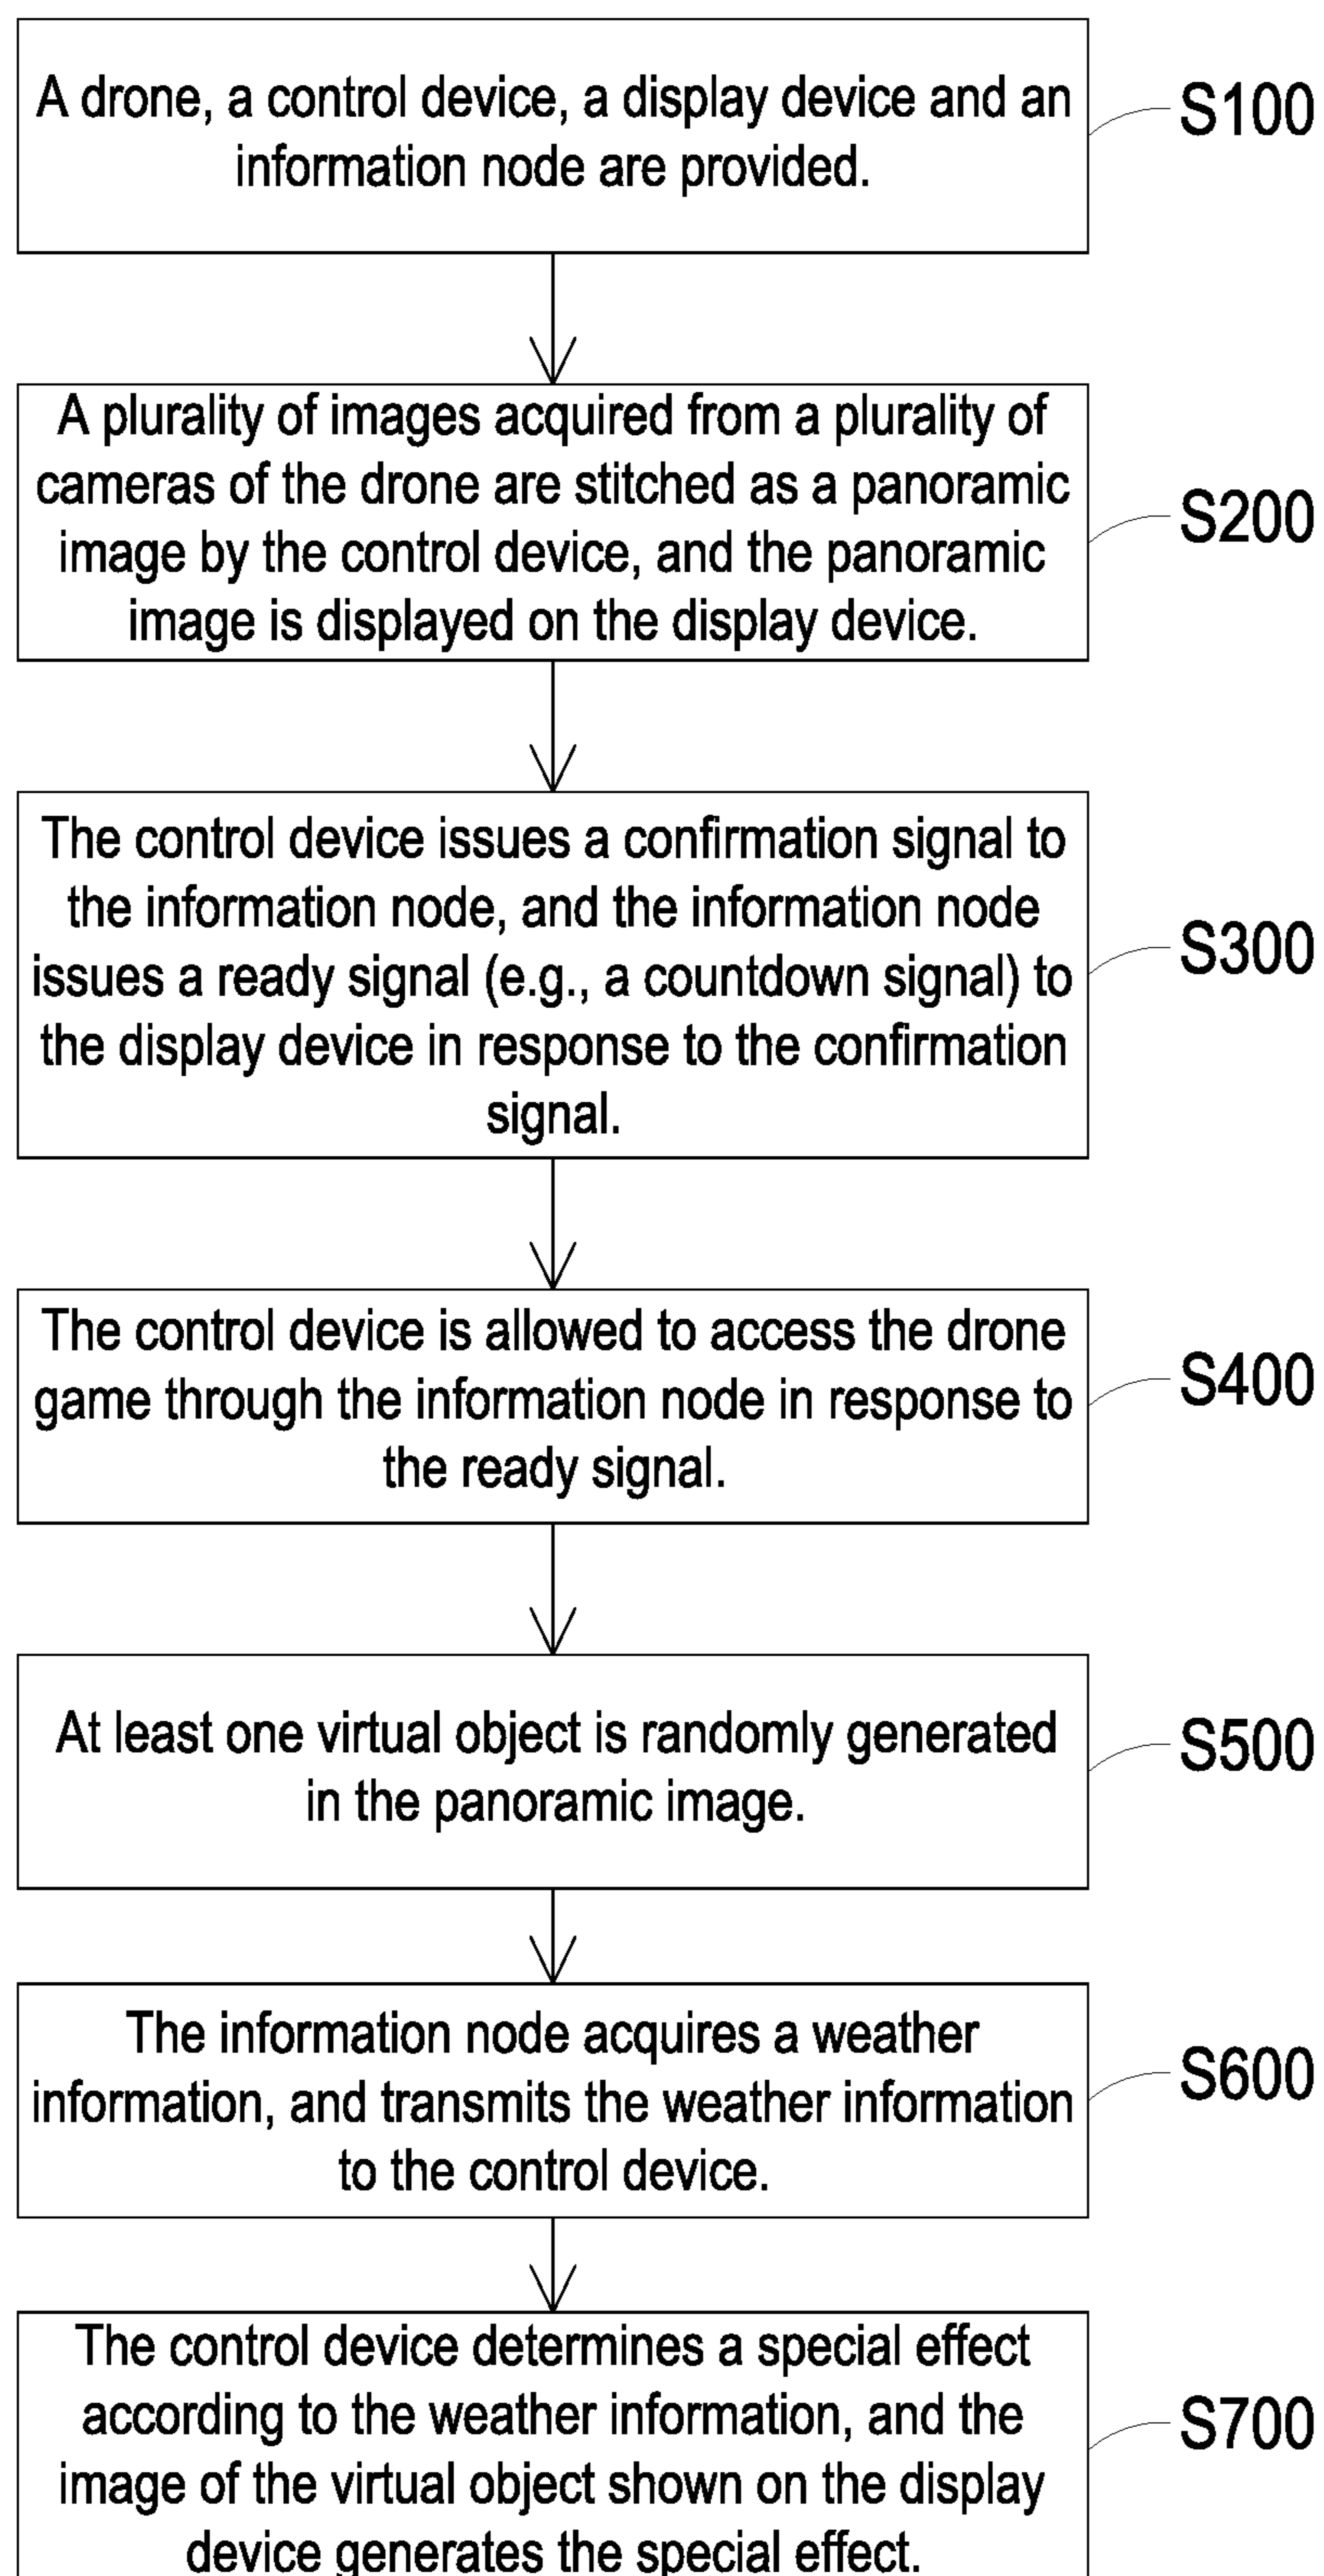 A drone, a control device, a display device and an
information node are provided.
S100
A plurality of images acquired from a plurality of
cameras of the drone are stitched as a panoramic
image by the control device, and the panoramic
image is displayed on the display device.
S200
The control device issues a confirmation signal to
the information node, and the information node
issues a ready signal (e.g., a countdown signal) to
the display device in response to the confirmation
signal.
S300
The control device is allowed to access the drone
game through the information node in response to
the ready signal.
S400
At least one virtual object is randomly generated
in the panoramic image.
S500
The information node acquires a weather
information, and transmits the weather information
to the control device.
S600
The control device determines a special effect
according to the weather information, and the
image of the virtual object shown on the display
device generates the special effect.
S700